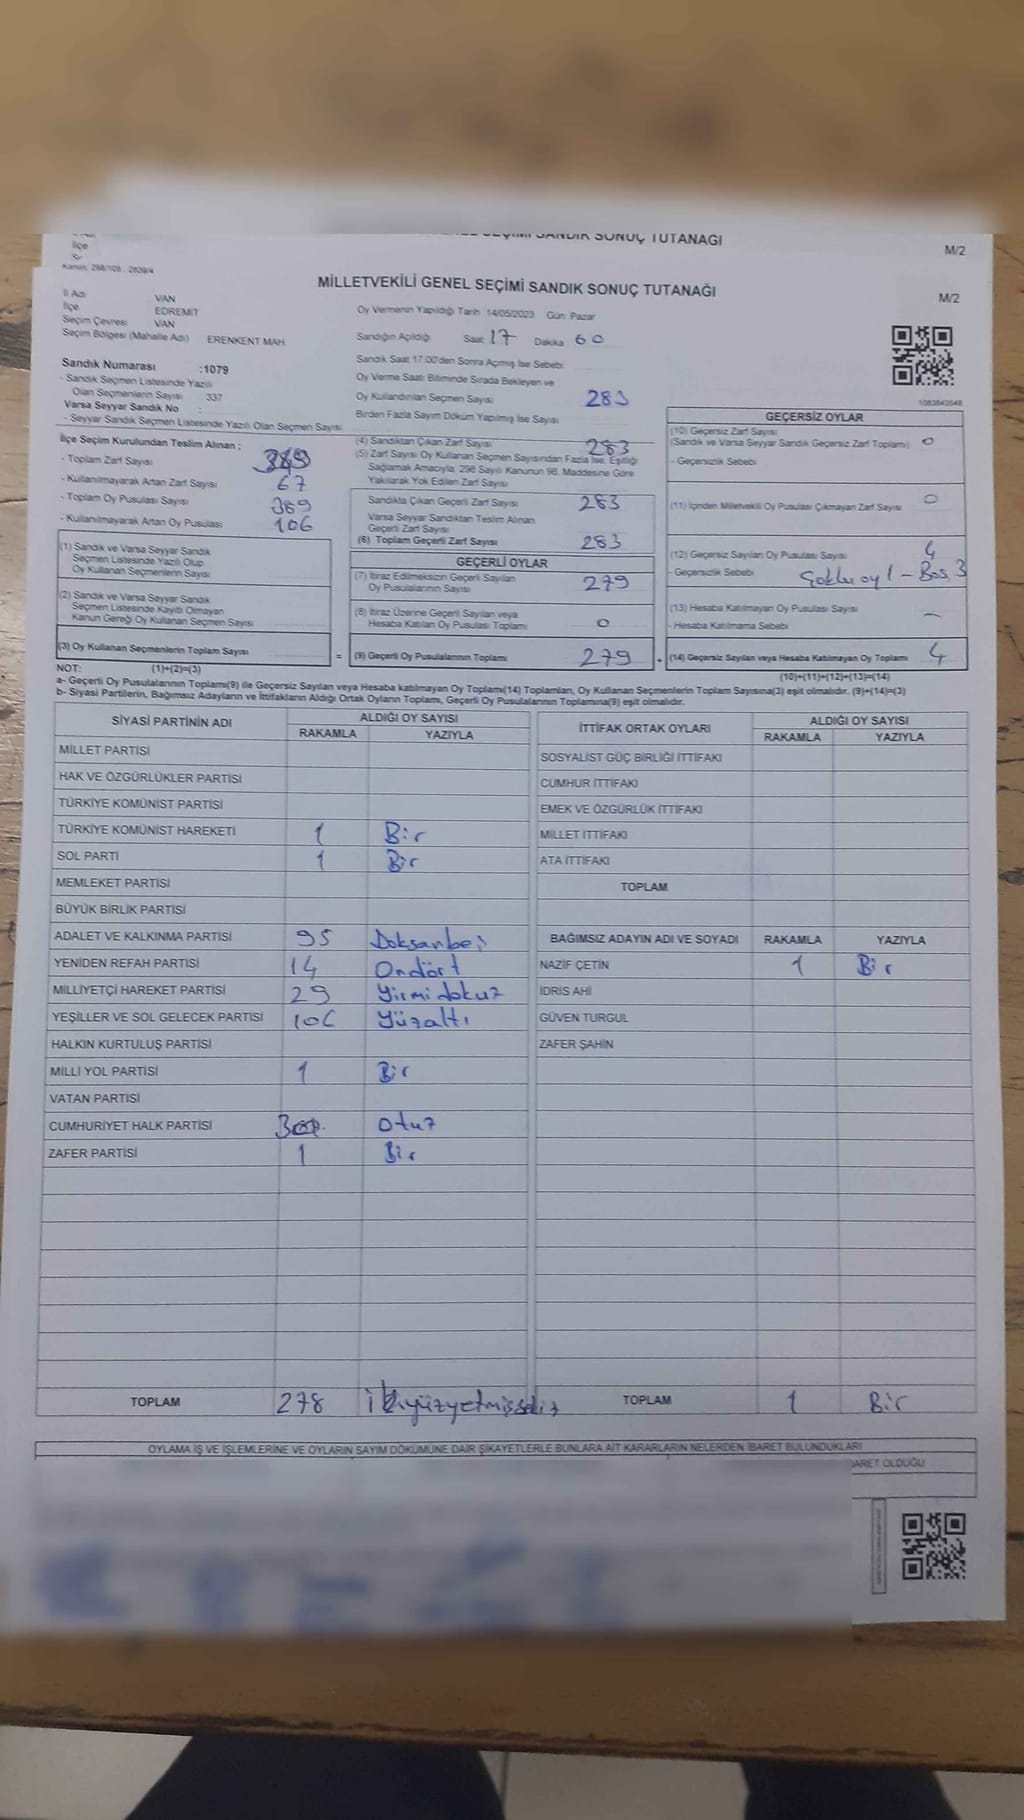 SEÇİMİ SANDIK SONUÇ TUTANAĞI
İlçe
M/2
MİLLETVEKİLİ GENEL SEÇİMİ SANDIK SONUÇ TUTANAĞI
M/2
İl Adı VAN
İlçe EDREMİT
Seçim Çevresi VAN
Seçim Bölgesi (Mahalle Adı) ERENKENT MAH.
Oy Vermenin Yapıldığı Tarih 14/05/2023 Gün Pazar
Sandığın Açıldığı Saat 17 Dakika 60
Sandık Saat 17:00'den Sonra Açılmış İse Sebebi
Oy Verme Saati Bitiminde Sırada Bekleyen ve
Oy Kullandırılan Seçmen Sayısı 283
Birden Fazla Sayım Döküm Yapılmış İse Sayısı
Sandık Numarası :1079
- Sandık Seçmen Listesinde Yazılı
Olan Seçmenlerin Sayısı 337
Varsa Seyyar Sandık No :
- Seyyar Sandık Seçmen Listesinde Yazılı Olan Seçmen Sayısı
İlçe Seçim Kurulundan Teslim Alınan ;
- Toplam Zarf Sayısı
- Kullanılmayarak Artan Zarf Sayısı 67
- Toplam Oy Pusulası Sayısı 389
- Kullanılmayarak Artan Oy Pusulası 106
(1) Sandık ve Varsa Seyyar Sandık
Seçmen Listesinde Yazılı Olup
Oy Kullanan Seçmenlerin Sayısı
(2) Sandık ve Varsa Seyyar Sandık
Seçmen Listesinde Kayıtlı Olmayan
Kanun Gereği Oy Kullanan Seçmen Sayısı
(3) Oy Kullanan Seçmenlerin Toplam Sayısı =
(4) Sandıktan Çıkan Zarf Sayısı 283
(5) Zarf Sayısı Oy Kullanan Seçmen Sayısından Fazla İse, Eşitliği
Sağlamak Amacıyla, 298 Sayılı Kanunun 98. Maddesine Göre
Yakılarak Yok Edilen Zarf Sayısı
Sandıkta Çıkan Geçerli Zarf Sayısı 283
Varsa Seyyar Sandıktan Teslim Alınan
Geçerli Zarf Sayısı
(6) Toplam Geçerli Zarf Sayısı 283
GEÇERLİ OYLAR
(7) İtiraz Edilmeksizin Geçerli Sayılan
Oy Pusulalarının Sayısı 279
(8) İtiraz Üzerine Geçerli Sayılan veya
Hesaba Katılan Oy Pusulası Toplamı 0
(9) Geçerli Oy Pusulalarının Toplamı 279 +
GEÇERSİZ OYLAR
(10) Geçersiz Zarf Sayısı
(Sandık ve Varsa Seyyar Sandık Geçersiz Zarf Toplamı) 0
- Geçersizlik Sebebi
(11) İçinden Milletvekili Oy Pusulası Çıkmayan Zarf Sayısı 0
(12) Geçersiz Sayılan Oy Pusulası Sayısı 4
- Geçersizlik Sebebi Çoklu oy 1 - Boş 3
(13) Hesaba Katılmayan Oy Pusulası Sayısı -
- Hesaba Katılmama Sebebi
(14) Geçersiz Sayılan veya Hesaba Katılmayan Oy Toplamı 4
NOT: (1)+(2)=(3) (10)+(11)+(12)+(13)=(14)
a- Geçerli Oy Pusulalarının Toplamı(9) ile Geçersiz Sayılan veya Hesaba katılmayan Oy Toplamı(14) Toplamları, Oy Kullanan Seçmenlerin Toplam Sayısına(3) eşit olmalıdır. (9)+(14)=(3)
b- Siyasi Partilerin, Bağımsız Adayların ve İttifakların Aldığı Ortak Oyların Toplamı, Geçerli Oy Pusulalarının Toplamına(9) eşit olmalıdır.
SİYASİ PARTİNİN ADI ALDIĞI OY SAYISI
RAKAMLA YAZIYLA
MİLLET PARTİSİ
HAK VE ÖZGÜRLÜKLER PARTİSİ
TÜRKİYE KOMÜNİST PARTİSİ
TÜRKİYE KOMÜNİST HAREKETİ 1 Bir
SOL PARTİ 1 Bir
MEMLEKET PARTİSİ
BÜYÜK BİRLİK PARTİSİ
ADALET VE KALKINMA PARTİSİ 95 Doksanbeş
YENİDEN REFAH PARTİSİ 14 Ondört
MİLLİYETÇİ HAREKET PARTİSİ 29 Yirmidokuz
YEŞİLLER VE SOL GELECEK PARTİSİ 106 Yüzaltı
HALKIN KURTULUŞ PARTİSİ
MİLLİ YOL PARTİSİ 1 Bir
VATAN PARTİSİ
CUMHURİYET HALK PARTİSİ Otuz
ZAFER PARTİSİ 1 Bir
TOPLAM 278 İkiyüzyetmişsekiz
İTTİFAK ORTAK OYLARI ALDIĞI OY SAYISI
RAKAMLA YAZIYLA
SOSYALİST GÜÇ BİRLİĞİ İTTİFAKI
CUMHUR İTTİFAKI
EMEK VE ÖZGÜRLÜK İTTİFAKI
MİLLET İTTİFAKI
ATA İTTİFAKI
TOPLAM
BAĞIMSIZ ADAYIN ADI VE SOYADI RAKAMLA YAZIYLA
NAZİF ÇETİN 1 Bir
İDRİS AHİ
GÜVEN TURGUL
ZAFER ŞAHİN
TOPLAM 1 Bir
OYLAMA İŞ VE İŞLEMLERİNE VE OYLARIN SAYIM DÖKÜMÜNE DAİR ŞİKAYETLERLE BUNLARA AİT KARARLARIN NELERDEN İBARET BULUNDUKLARI
OLDUĞU